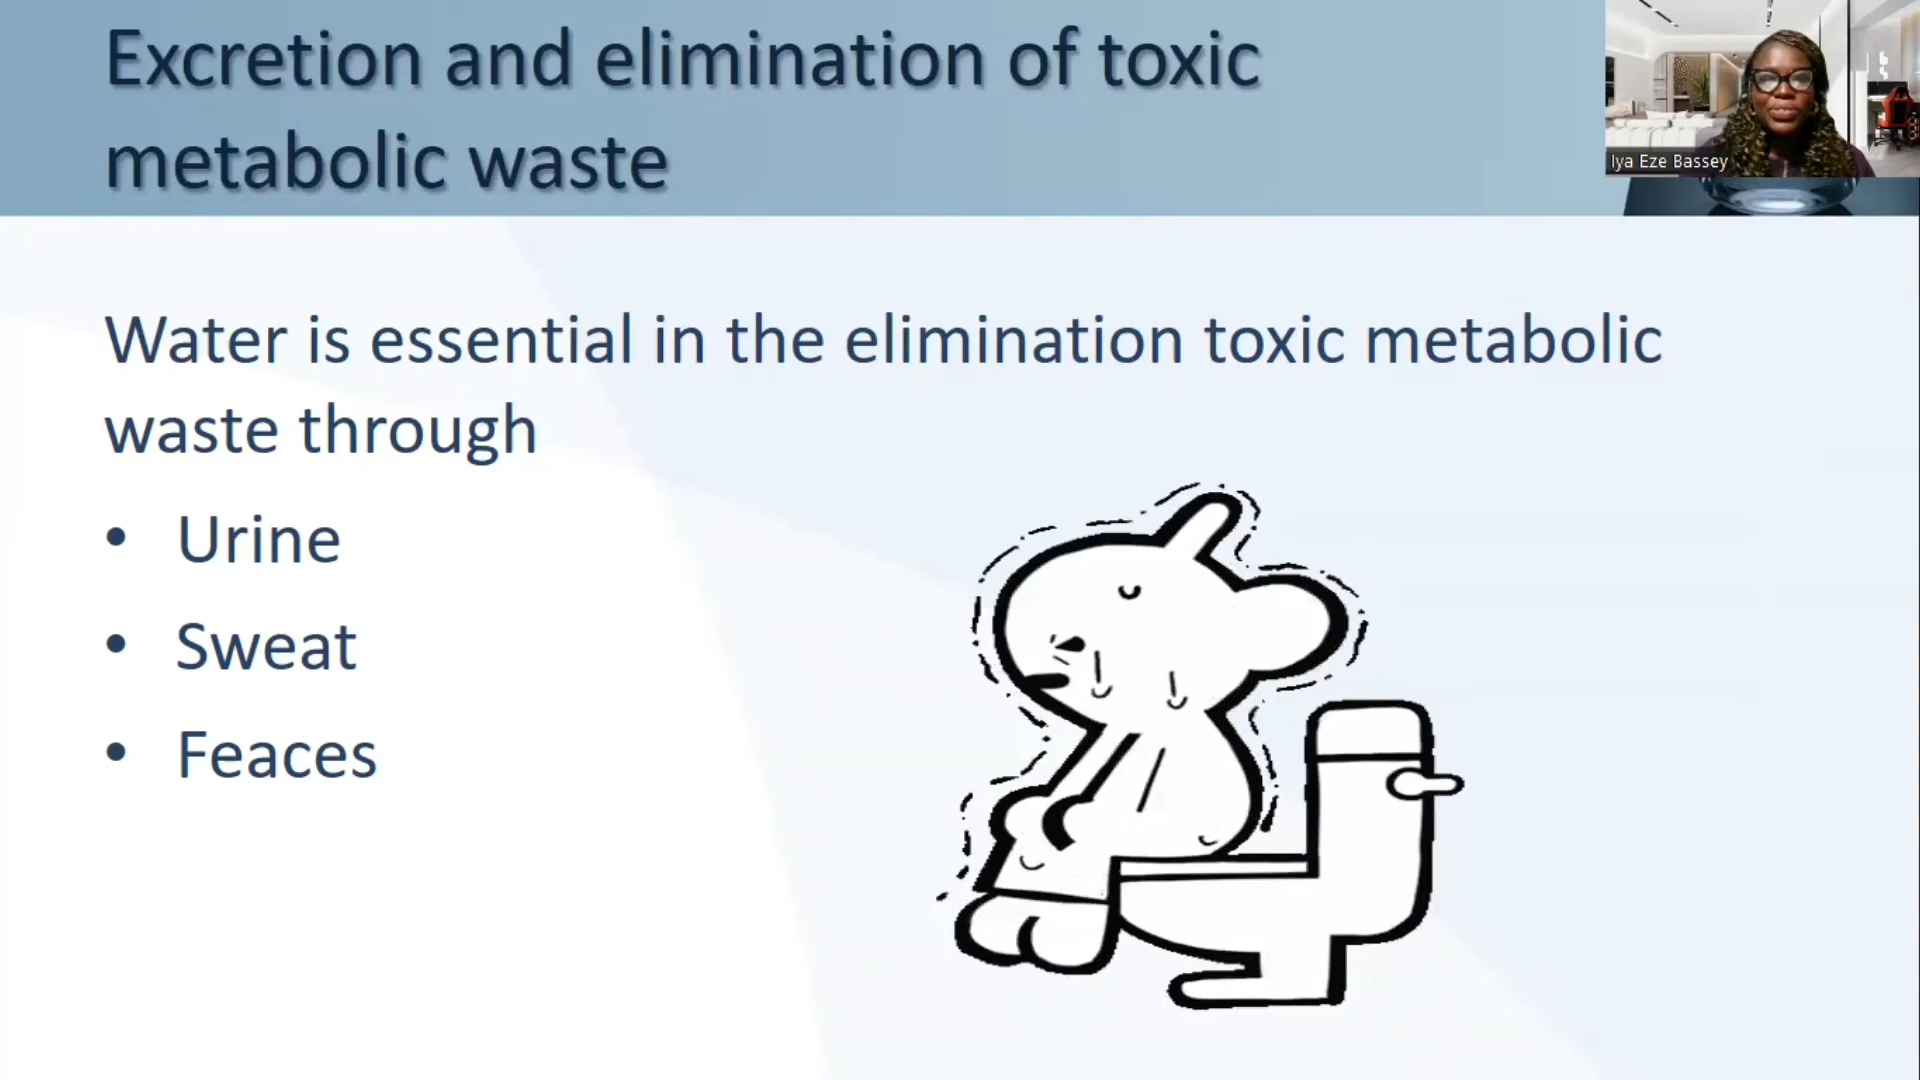 Excretion and elimination of toxic
metabolic waste
Iya Eze Bassey
Water is essential in the elimination toxic metabolic
waste through
• Urine
• Sweat
• Feaces